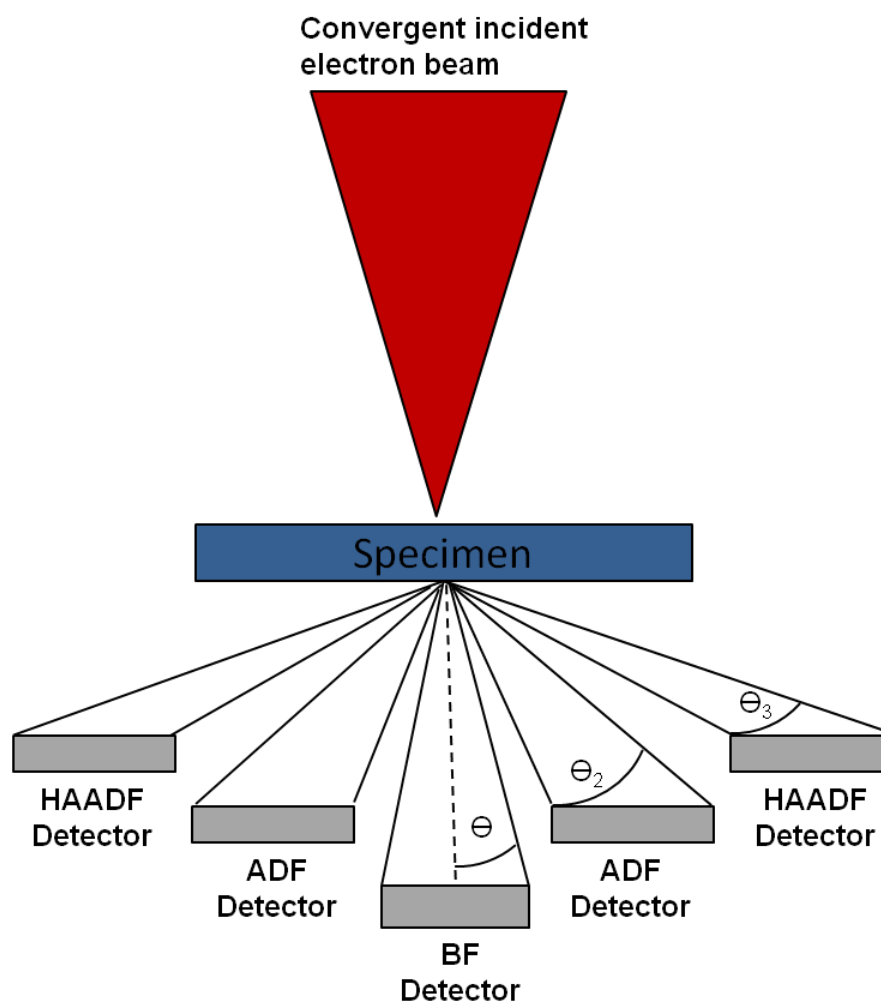 Convergent incident
electron beam
Specimen
Θ₃
Θ₂
Θ
HAADF
Detector
HAADF
Detector
ADF
Detector
ADF
Detector
BF
Detector